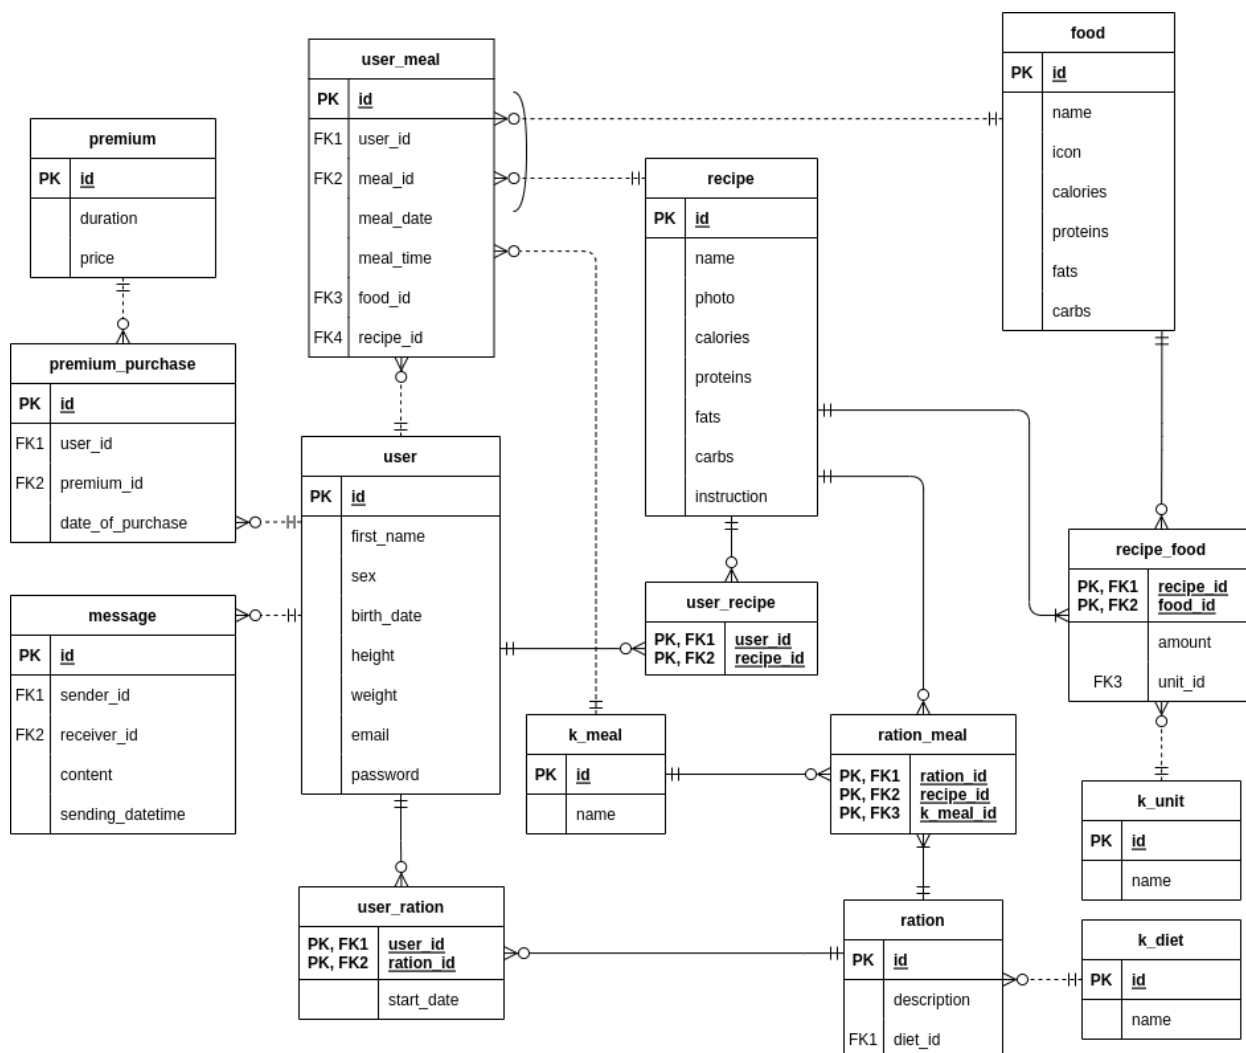 user_meal
PK id
FK1 user_id
FK2 meal_id
meal_date
meal_time
FK3 food_id
FK4 recipe_id
food
PK id
name
icon
calories
proteins
fats
carbs
premium
PK id
duration
price
recipe
PK id
name
photo
calories
proteins
fats
carbs
instruction
premium_purchase
PK id
FK1 user_id
FK2 premium_id
date_of_purchase
user
PK id
first_name
sex
birth_date
height
weight
email
password
recipe_food
PK, FK1 recipe_id
PK, FK2 food_id
amount
FK3 unit_id
user_recipe
PK, FK1 user_id
PK, FK2 recipe_id
message
PK id
FK1 sender_id
FK2 receiver_id
content
sending_datetime
k_meal
PK id
name
ration_meal
PK, FK1 ration_id
PK, FK2 recipe_id
PK, FK3 k_meal_id
k_unit
PK id
name
user_ration
PK, FK1 user_id
PK, FK2 ration_id
start_date
ration
PK id
description
FK1 diet_id
k_diet
PK id
name